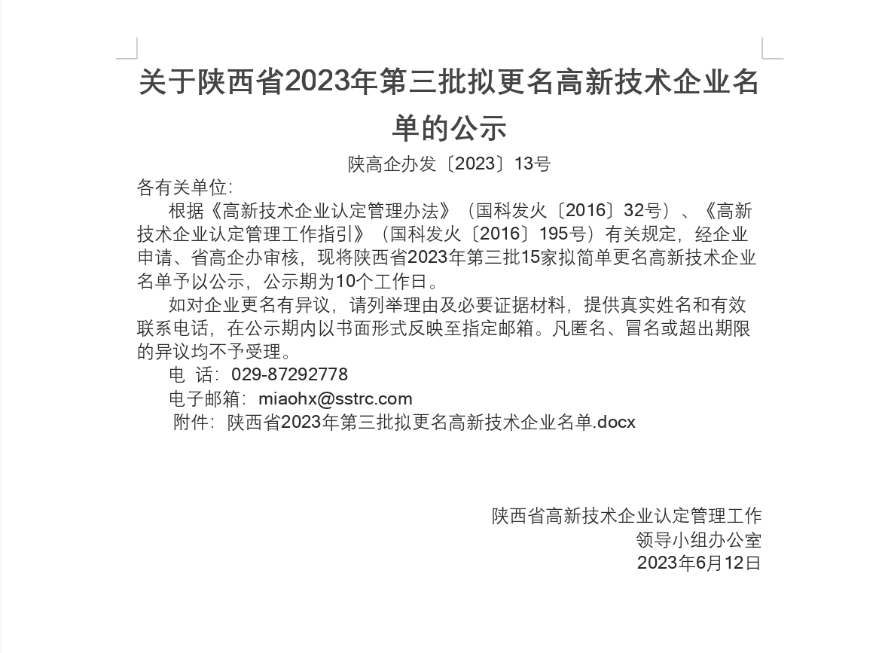 关于陕西省2023年第三批拟更名高新技术企业名
单的公示
陕高企办发〔2023〕13号
各有关单位：
根据《高新技术企业认定管理办法》（国科发火〔2016〕32号）、《高新
技术企业认定管理工作指引》（国科发火〔2016〕195号）有关规定，经企业
申请、省高企办审核，现将陕西省2023年第三批15家拟简单更名高新技术企业
名单予以公示，公示期为10个工作日。
如对企业更名有异议，请列举理由及必要证据材料，提供真实姓名和有效
联系电话，在公示期内以书面形式反映至指定邮箱。凡匿名、冒名或超出期限
的异议均不予受理。
电 话：029-87292778
电子邮箱：miaohx@sstrc.com
附件：陕西省2023年第三批拟更名高新技术企业名单.docx
陕西省高新技术企业认定管理工作
领导小组办公室
2023年6月12日